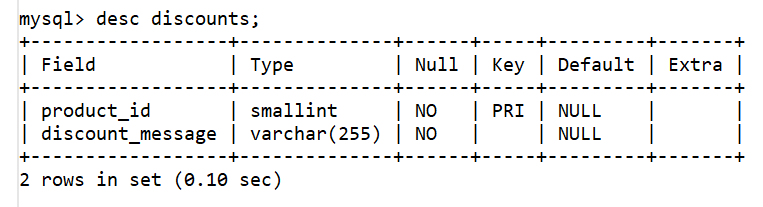 mysql> desc discounts;
+------------------+--------------+------+-----+---------+-------+
| Field            | Type         | Null | Key | Default | Extra |
+------------------+--------------+------+-----+---------+-------+
| product_id       | smallint     | NO   | PRI | NULL    |       |
| discount_message | varchar(255) | NO   |     | NULL    |       |
+------------------+--------------+------+-----+---------+-------+
2 rows in set (0.10 sec)